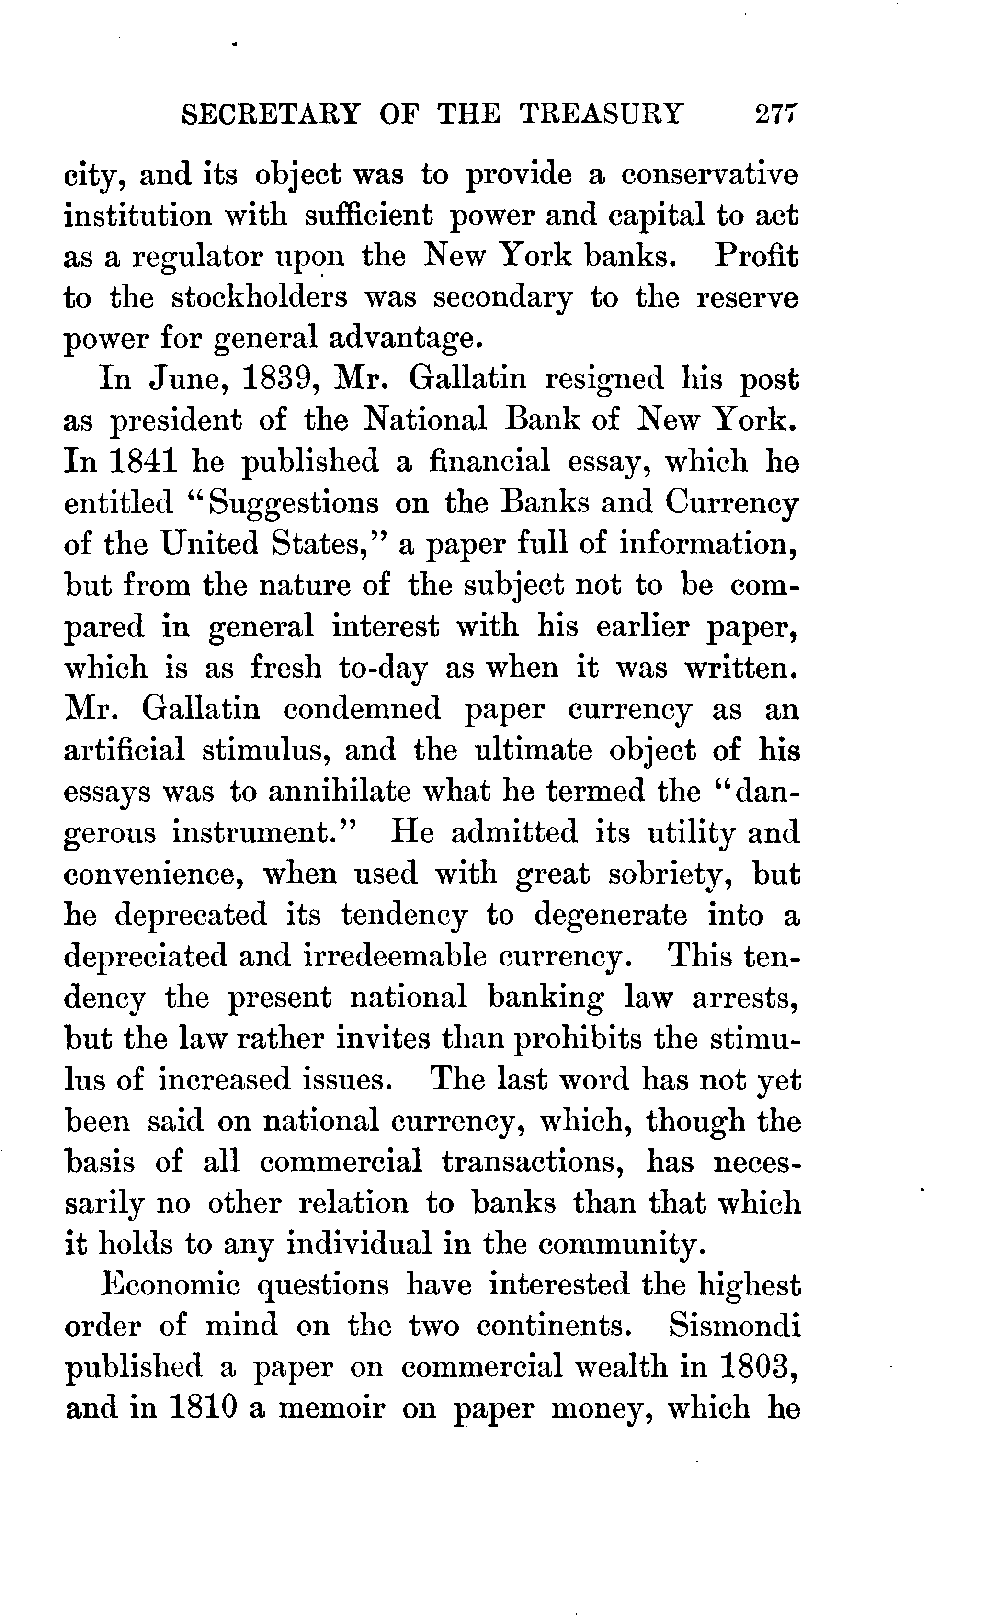 SECRETARY OF THE TREASURY 277
city, and its object was to provide a conservative
institution with sufficient power and capital to act
as a regulator upon the New York banks. Profit
to the stockholders was secondary to the reserve
power for general advantage.
In June, 1839, Mr. Gallatin resigned his post
as president of the National Bank of New York.
In 1841 he published a financial essay, which he
entitled “Suggestions on the Banks and Currency
of the United States,” a paper full of information,
but from the nature of the subject not to be com-
pared in general interest with his earlier paper,
which is as fresh to-day as when it was written.
Mr. Gallatin condemned paper currency as an
artificial stimulus, and the ultimate object of his
essays was to annihilate what he termed the “dan-
gerous instrument.” He admitted its utility and
convenience, when used with great sobriety, but
he deprecated its tendency to degenerate into a
depreciated and irredeemable currency. This ten-
dency the present national banking law arrests,
but the law rather invites than prohibits the stimu-
lus of increased issues. The last word has not yet
been said on national currency, which, though the
basis of all commercial transactions, has neces-
sarily no other relation to banks than that which
it holds to any individual in the community.
Economic questions have interested the highest
order of mind on the two continents. Sismondi
published a paper on commercial wealth in 1803,
and in 1810 a memoir on paper money, which he